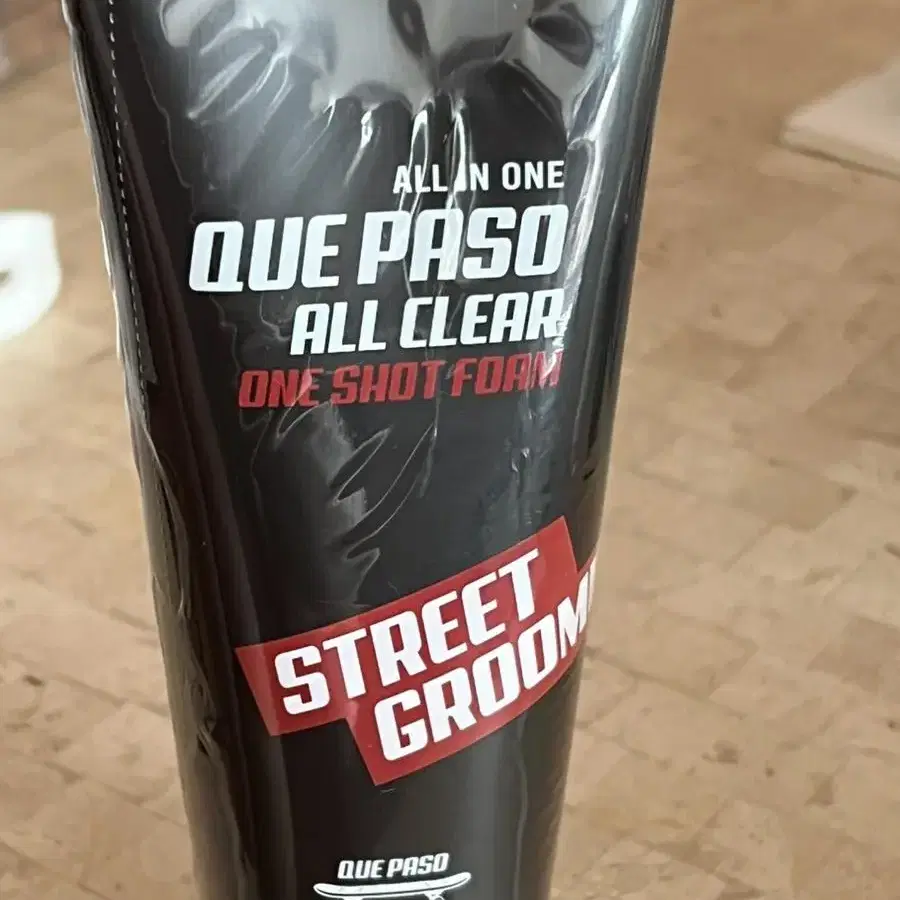 ALL IN ONE
QUE PASO
ALL CLEAR
ONE SHOT FOAM
STREET
QUE PASO